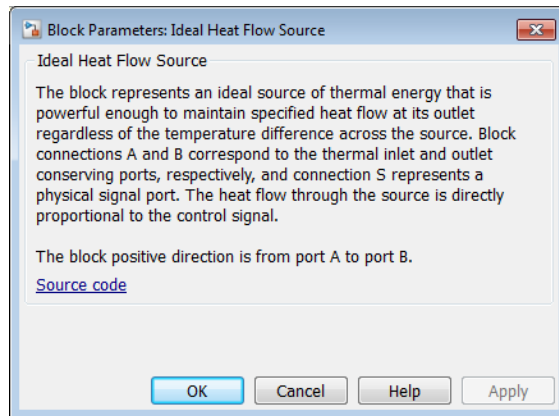 Block Parameters: Ideal Heat Flow Source
Ideal Heat Flow Source
The block represents an ideal source of thermal energy that is
powerful enough to maintain specified heat flow at its outlet
regardless of the temperature difference across the source. Block
connections A and B correspond to the thermal inlet and outlet
conserving ports, respectively, and connection S represents a
physical signal port. The heat flow through the source is directly
proportional to the control signal.
The block positive direction is from port A to port B.
Source code
OK Cancel Help Apply